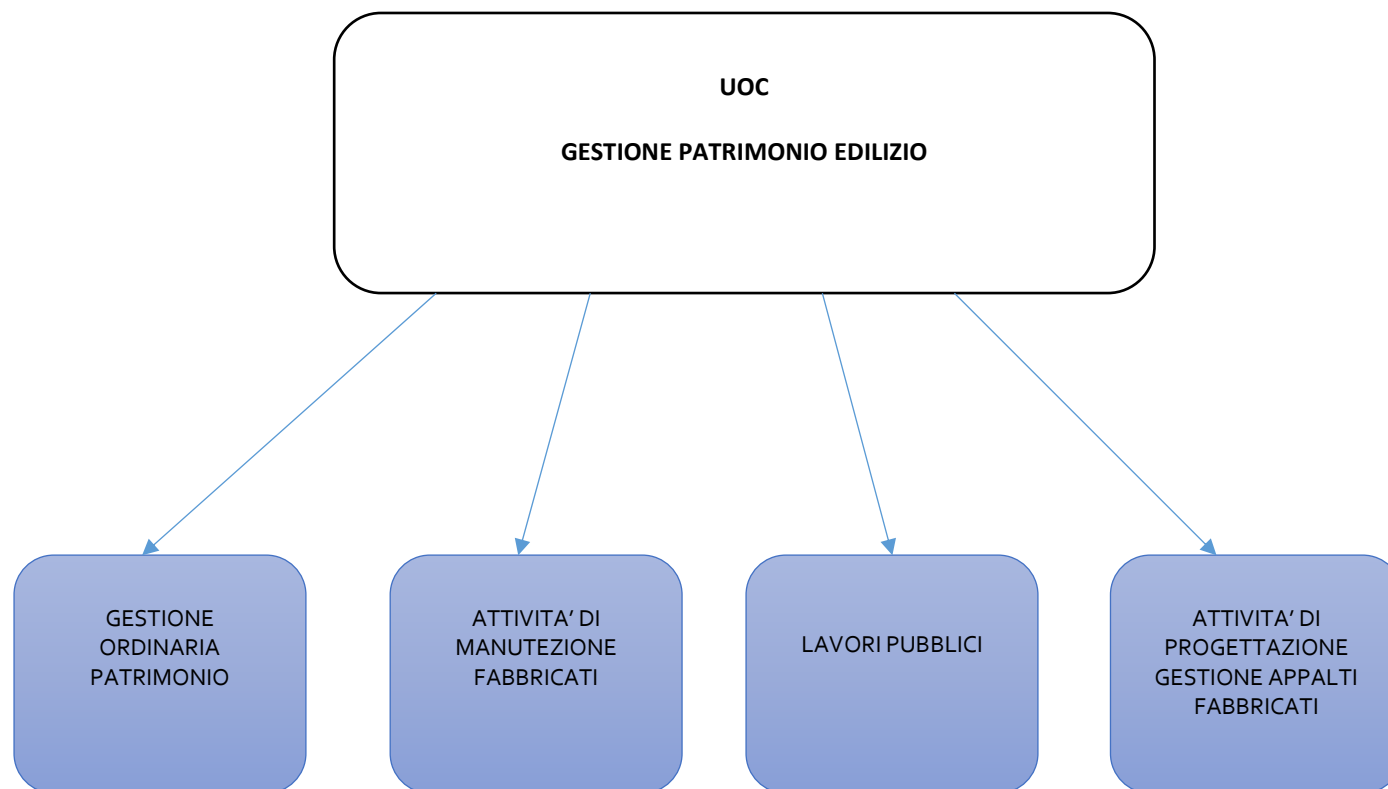 UOC
GESTIONE PATRIMONIO EDILIZIO
GESTIONE
ORDINARIA
PATRIMONIO
ATTIVITA’ DI
MANUTEZIONE
FABBRICATI
LAVORI PUBBLICI
ATTIVITA’ DI
PROGETTAZIONE
GESTIONE APPALTI
FABBRICATI